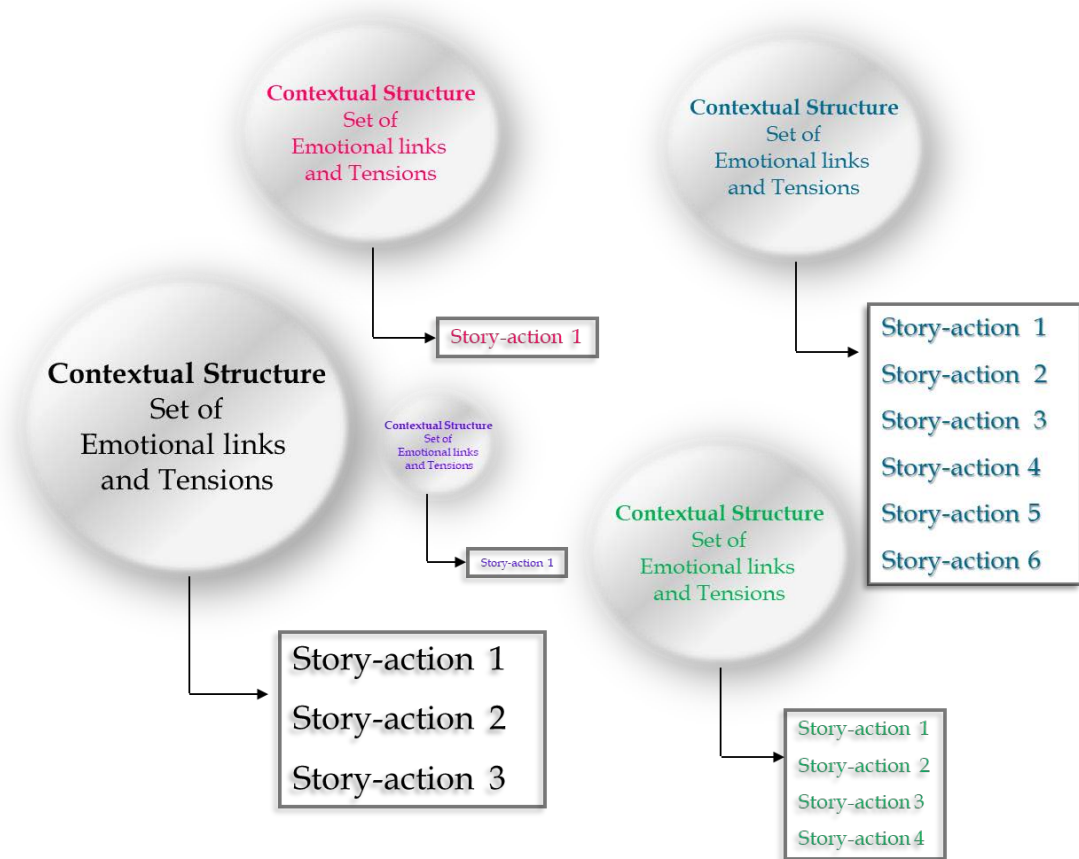 Contextual Structure
Set of
Emotional links
and Tensions
Story-action 1
Contextual Structure
Set of
Emotional links
and Tensions
Story-action 1
Story-action 2
Story-action 3
Story-action 4
Story-action 5
Story-action 6
Contextual Structure
Set of
Emotional links
and Tensions
Story-action 1
Story-action 2
Story-action 3
Contextual Structure
Set of
Emotional links
and Tensions
Story-action 1
Contextual Structure
Set of
Emotional links
and Tensions
Story-action 1
Story-action 2
Story-action 3
Story-action 4